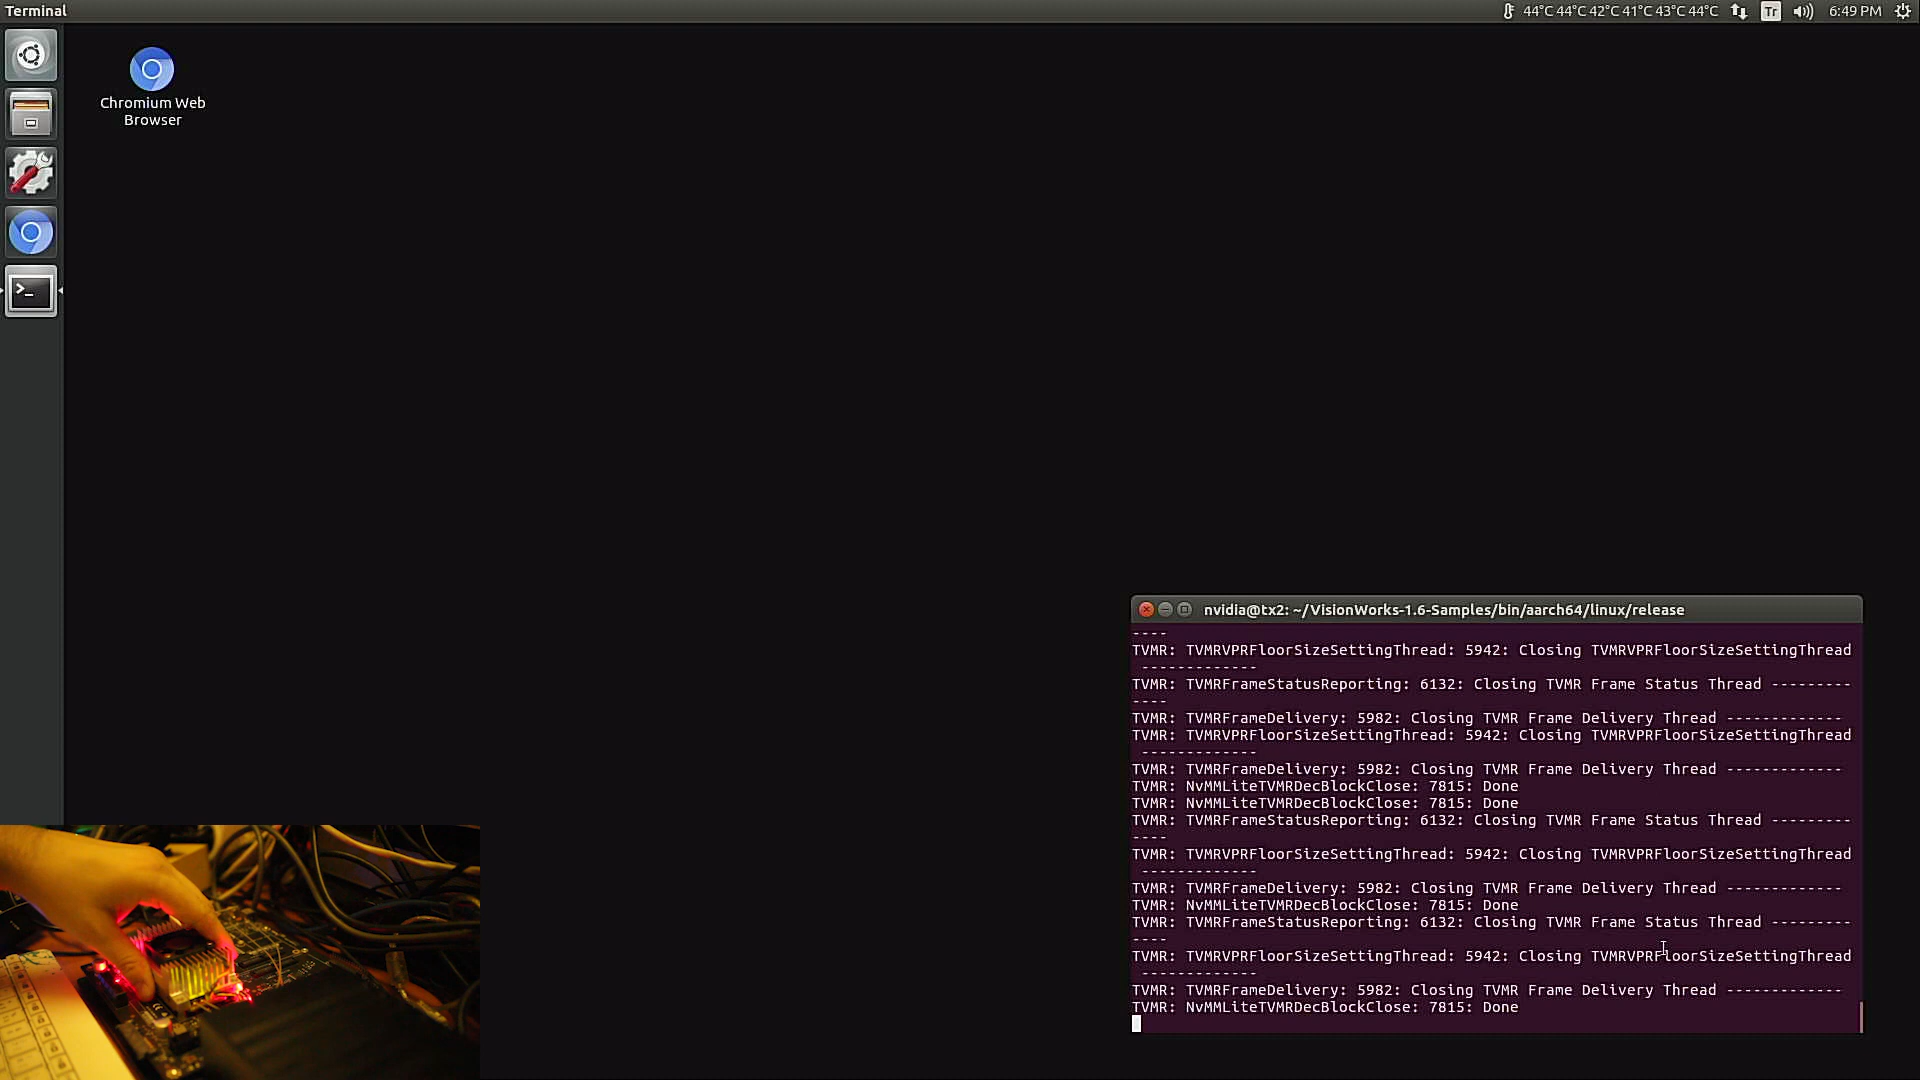 Terminal
44°C 44°C 42°C 41°C 43°C 44°C Tr 6:49 PM
Chromium Web
Browser
nvidia@tx2: ~/VisionWorks-1.6-Samples/bin/aarch64/linux/release
----
TVMR: TVMRVPRFloorSizeSettingThread: 5942: Closing TVMRVPRFloorSizeSettingThread
-------------
TVMR: TVMRFrameStatusReporting: 6132: Closing TVMR Frame Status Thread ---------
----
TVMR: TVMRFrameDelivery: 5982: Closing TVMR Frame Delivery Thread -------------
TVMR: TVMRVPRFloorSizeSettingThread: 5942: Closing TVMRVPRFloorSizeSettingThread
-------------
TVMR: TVMRFrameDelivery: 5982: Closing TVMR Frame Delivery Thread -------------
TVMR: NvMMLiteTVMRDecBlockClose: 7815: Done
TVMR: NvMMLiteTVMRDecBlockClose: 7815: Done
TVMR: TVMRFrameStatusReporting: 6132: Closing TVMR Frame Status Thread ---------
----
TVMR: TVMRVPRFloorSizeSettingThread: 5942: Closing TVMRVPRFloorSizeSettingThread
-------------
TVMR: TVMRFrameDelivery: 5982: Closing TVMR Frame Delivery Thread -------------
TVMR: NvMMLiteTVMRDecBlockClose: 7815: Done
TVMR: TVMRFrameStatusReporting: 6132: Closing TVMR Frame Status Thread ---------
----
TVMR: TVMRVPRFloorSizeSettingThread: 5942: Closing TVMRVPRFloorSizeSettingThread
-------------
TVMR: TVMRFrameDelivery: 5982: Closing TVMR Frame Delivery Thread -------------
TVMR: NvMMLiteTVMRDecBlockClose: 7815: Done